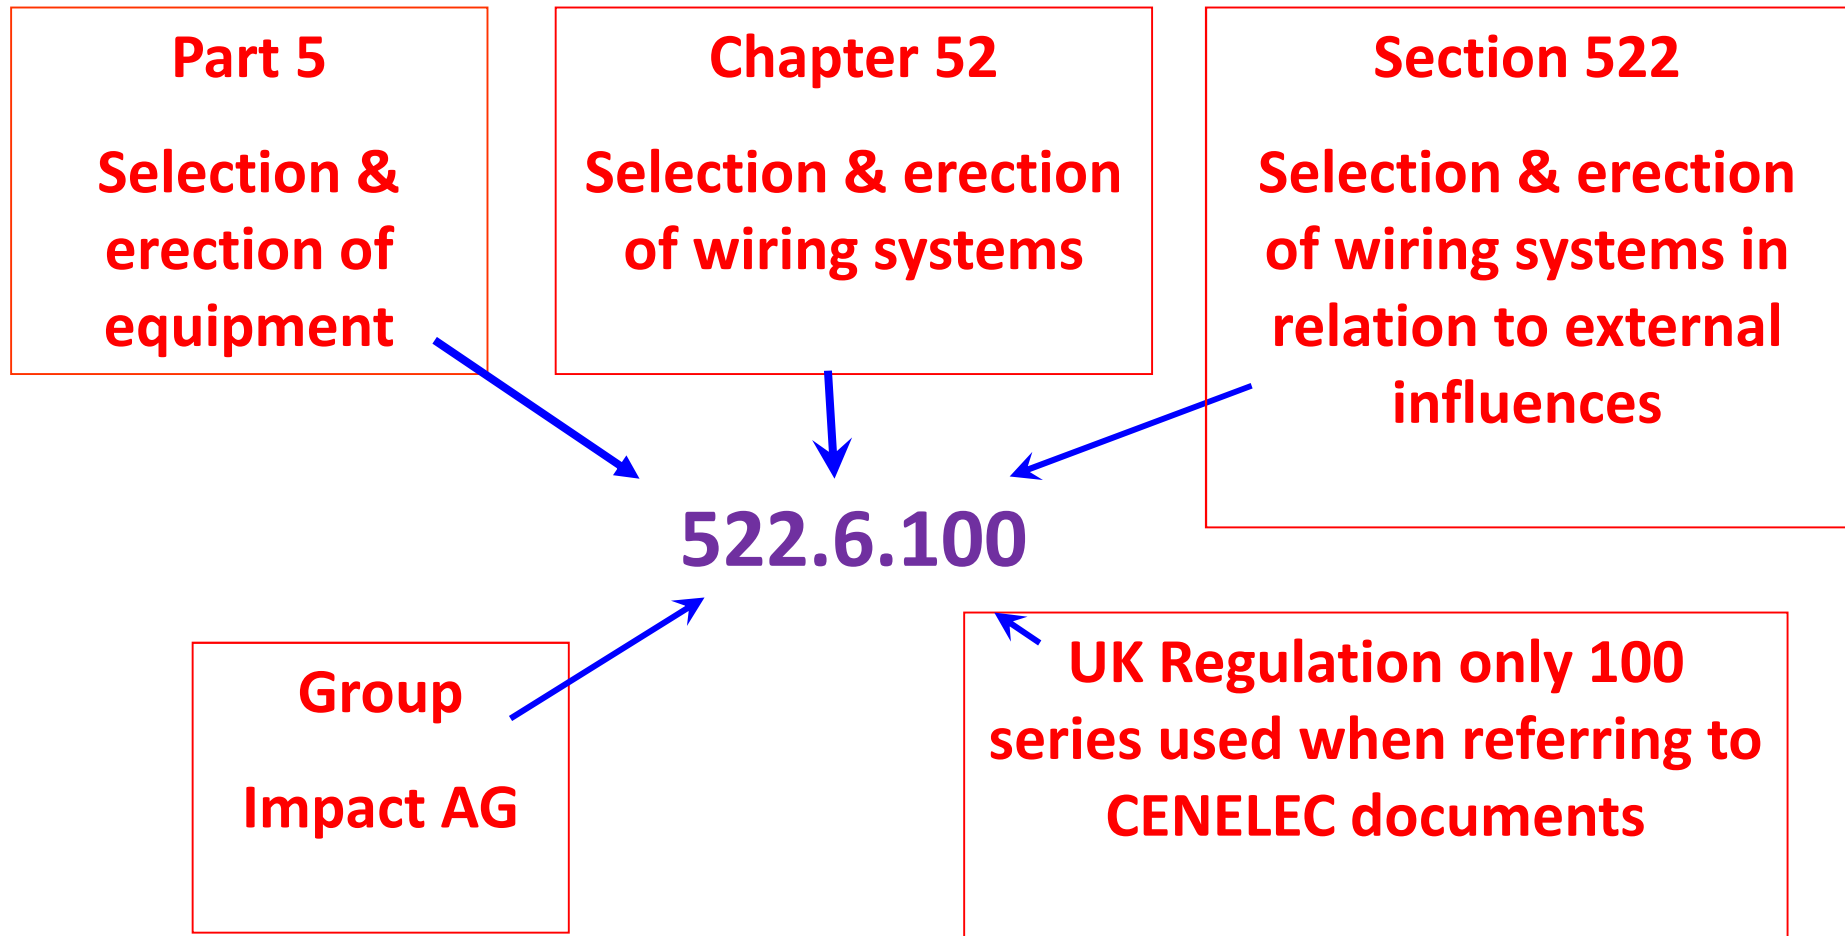 Part 5
Selection &
erection of
equipment
Chapter 52
Selection & erection
of wiring systems
Section 522
Selection & erection
of wiring systems in
relation to external
influences
522.6.100
Group
Impact AG
UK Regulation only 100
series used when referring to
CENELEC documents